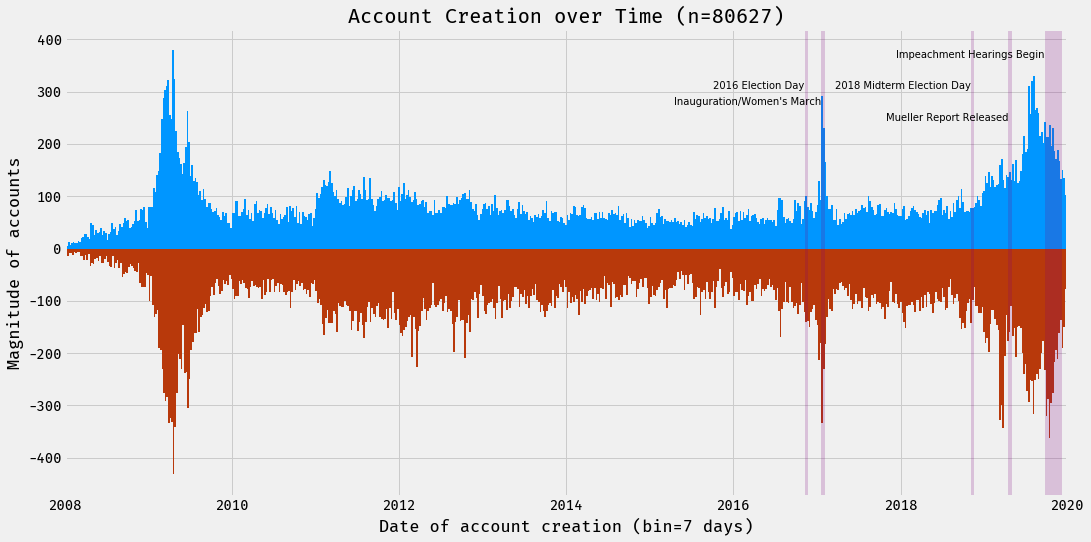 Account Creation over Time (n=80627)
400
300
200
100
0
-100
-200
-300
-400
Magnitude of accounts
Impeachment Hearings Begin
2016 Election Day
2018 Midterm Election Day
Inauguration/Women's March
Mueller Report Released
2008
2010
2012
2014
2016
2018
2020
Date of account creation (bin=7 days)